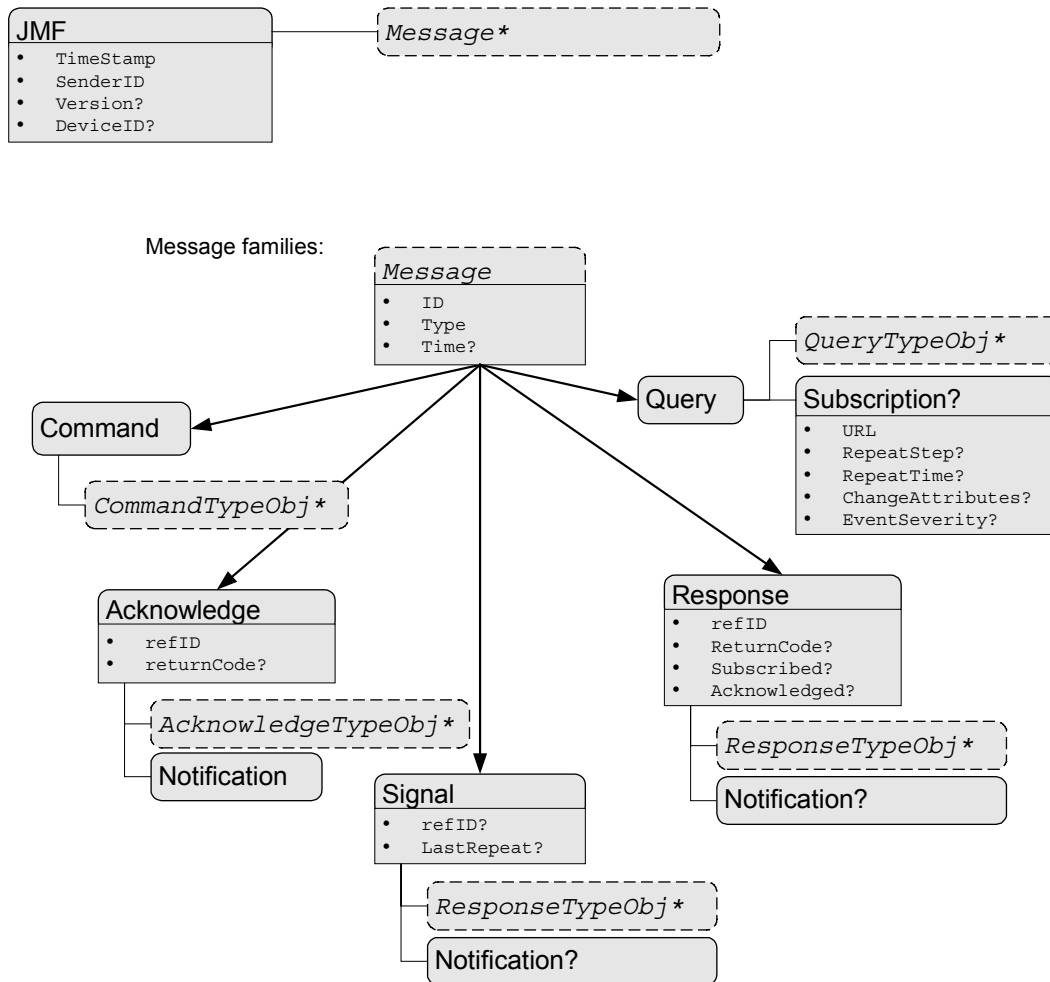 JMF
• TimeStamp
• SenderID
• Version?
• DeviceID?
Message*
Message families:
Message
• ID
• Type
• Time?
QueryTypeObj*
Query
Subscription?
• URL
• RepeatStep?
• RepeatTime?
• ChangeAttributes?
• EventSeverity?
Command
CommandTypeObj*
Acknowledge
• refID
• returnCode?
AcknowledgeTypeObj*
Notification
Response
• refID
• ReturnCode?
• Subscribed?
• Acknowledged?
ResponseTypeObj*
Notification?
Signal
• refID?
• LastRepeat?
ResponseTypeObj*
Notification?